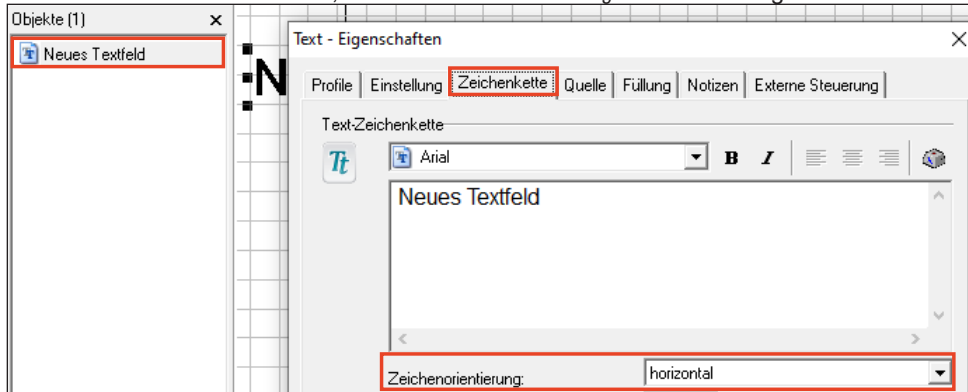 Objekte (1)
Neues Textfeld
N
Text - Eigenschaften
Profile Einstellung Zeichenkette Quelle Füllung Notizen Externe Steuerung
Text-Zeichenkette
Tt
Arial B I
Neues Textfeld
Zeichenorientierung: horizontal